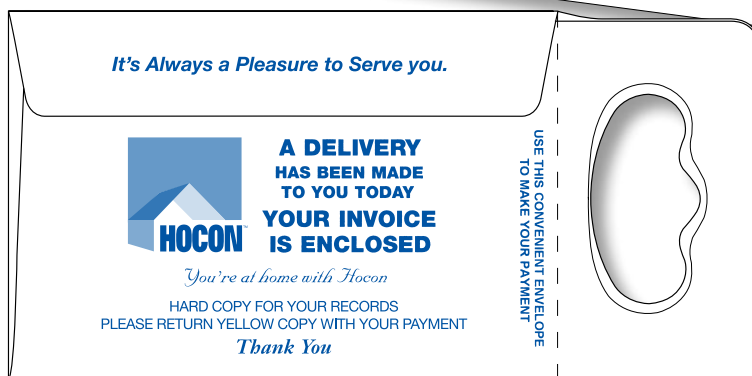 It's Always a Pleasure to Serve you.
A DELIVERY
HAS BEEN MADE
TO YOU TODAY
YOUR INVOICE
IS ENCLOSED
HOCON™
You're at home with Hocon
HARD COPY FOR YOUR RECORDS
PLEASE RETURN YELLOW COPY WITH YOUR PAYMENT
Thank You
USE THIS CONVENIENT ENVELOPE
TO MAKE YOUR PAYMENT